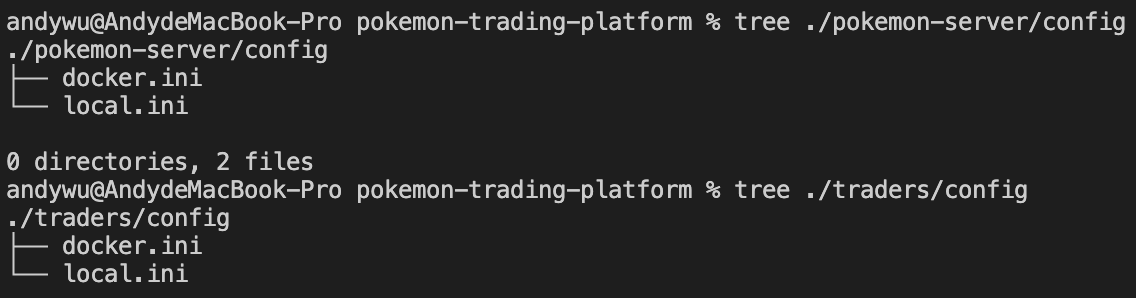 andywu@AndydeMacBook-Pro pokemon-trading-platform % tree ./pokemon-server/config
./pokemon-server/config
├── docker.ini
└── local.ini
0 directories, 2 files
andywu@AndydeMacBook-Pro pokemon-trading-platform % tree ./traders/config
./traders/config
├── docker.ini
└── local.ini